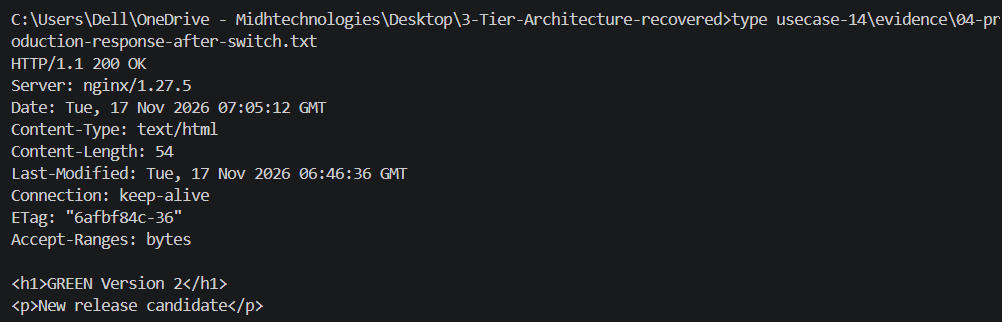 C:\Users\Dell\OneDrive - Midhtechnologies\Desktop\3-Tier-Architecture-recovered>type usecase-14\evidence\04-pr
oduction-response-after-switch.txt
HTTP/1.1 200 OK
Server: nginx/1.27.5
Date: Tue, 17 Nov 2026 07:05:12 GMT
Content-Type: text/html
Content-Length: 54
Last-Modified: Tue, 17 Nov 2026 06:46:36 GMT
Connection: keep-alive
ETag: "6afbf84c-36"
Accept-Ranges: bytes
<h1>GREEN Version 2</h1>
<p>New release candidate</p>